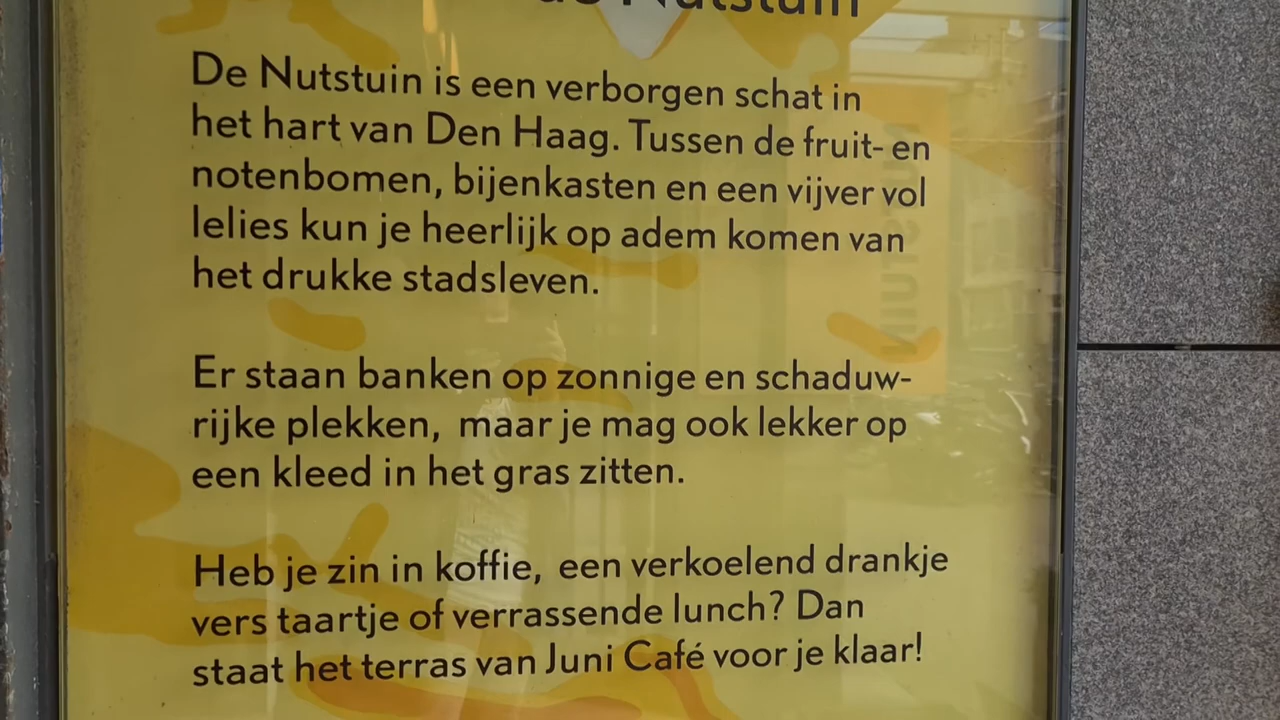 de Nutstuin
De Nutstuin is een verborgen schat in
het hart van Den Haag. Tussen de fruit- en
notenbomen, bijenkasten en een vijver vol
lelies kun je heerlijk op adem komen van
het drukke stadsleven.
Er staan banken op zonnige en schaduw-
rijke plekken, maar je mag ook lekker op
een kleed in het gras zitten.
Heb je zin in koffie, een verkoelend drankje
vers taartje of verrassende lunch? Dan
staat het terras van Juni Café voor je klaar!